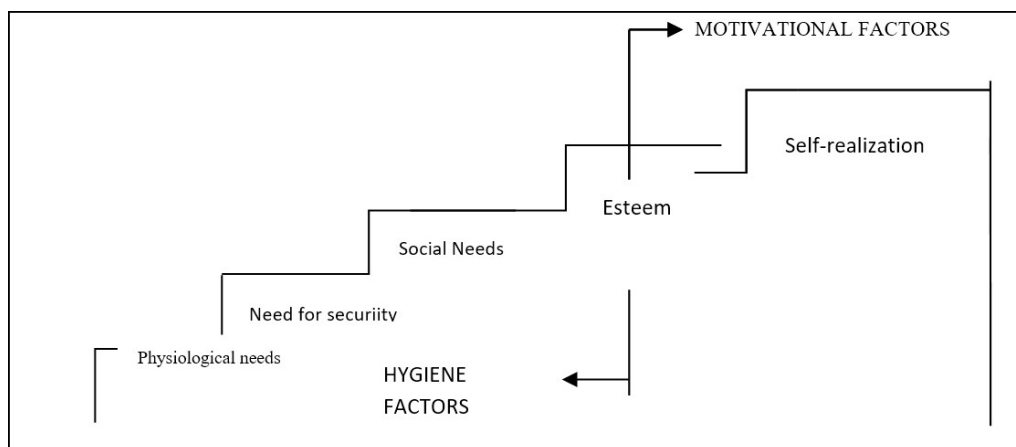 MOTIVATIONAL FACTORS
Self-realization
Esteem
Social Needs
Need for securiity
Physiological needs
HYGIENE
FACTORS